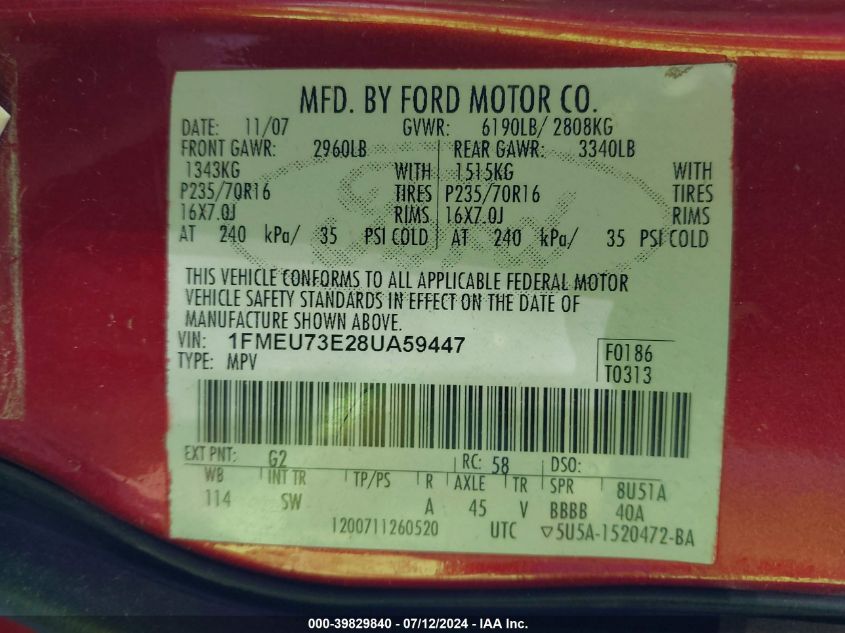 MFD. BY FORD MOTOR CO.
DATE: 11/07 GVWR: 6190LB/ 2808KG
FRONT GAWR: 2960LB REAR GAWR: 3340LB
1343KG WITH 1515KG WITH
P235/70R16 TIRES P235/70R16 TIRES
16X7.0J RIMS 16X7.0J RIMS
AT 240 kPa/ 35 PSI COLD AT 240 kPa/ 35 PSI COLD
THIS VEHICLE CONFORMS TO ALL APPLICABLE FEDERAL MOTOR
VEHICLE SAFETY STANDARDS IN EFFECT ON THE DATE OF
MANUFACTURE SHOWN ABOVE.
VIN: 1FMEU73E28UA59447 F0186
TYPE: MPV T0313
EXT PNT: G2 RC: 58 DSO:
WB INT TR TP/PS R AXLE TR SPR 8U51A
114 SW A 45 V BBBB 40A
1200711260520 UTC ▽5U5A-1520472-BA
000-39829840 - 07/12/2024 - IAA Inc.